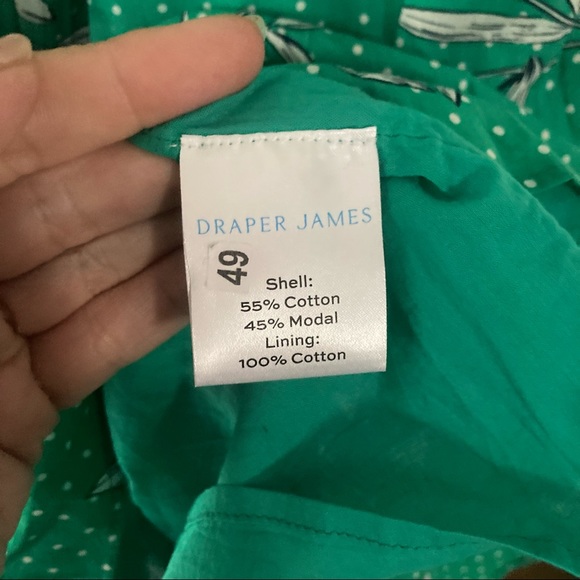 DRAPER JAMES
49
Shell:
55% Cotton
45% Modal
Lining:
100% Cotton